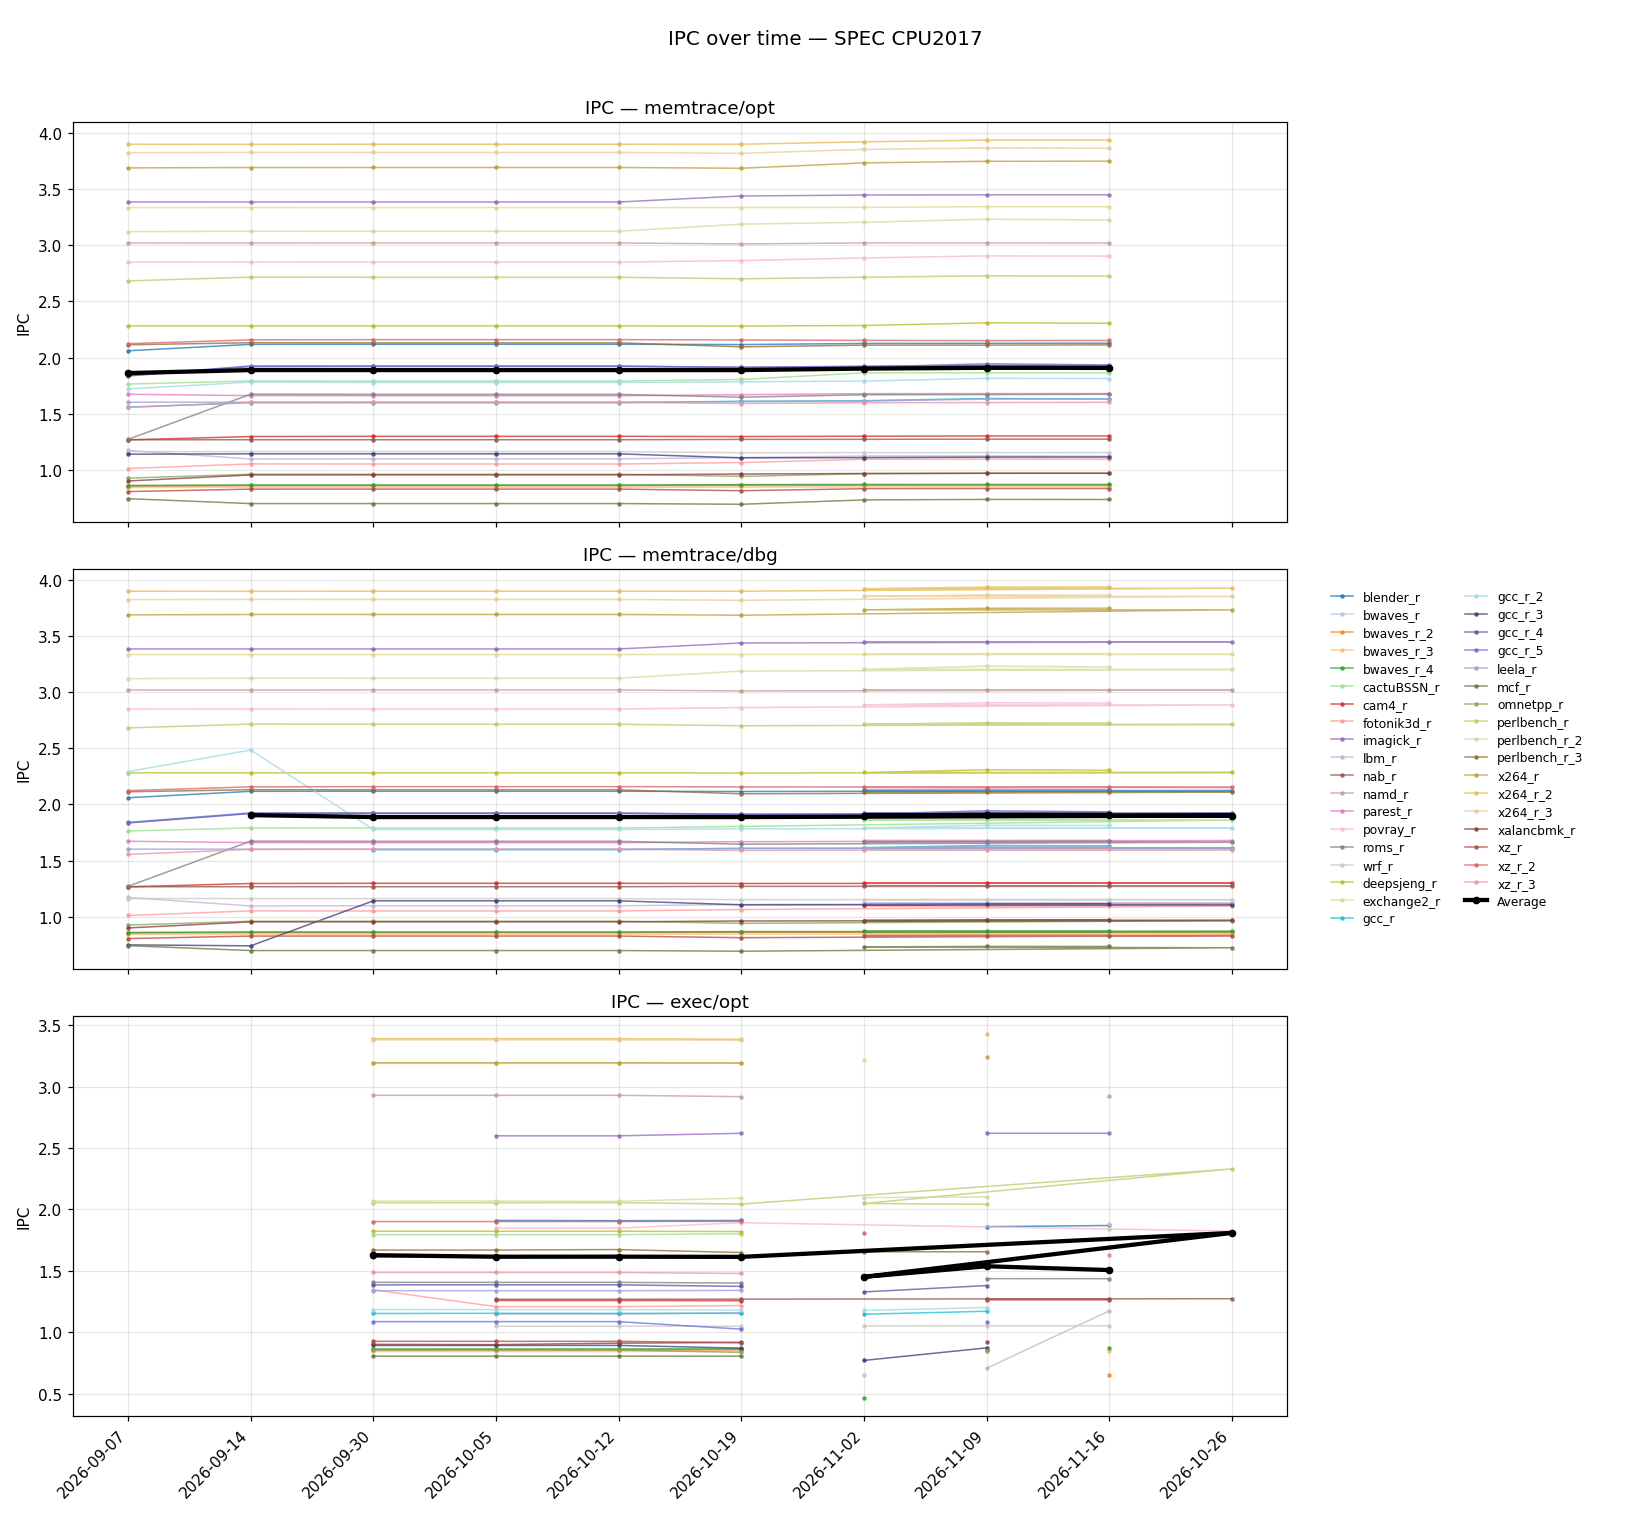 IPC over time — SPEC CPU2017
IPC — memtrace/opt
IPC
4.0
3.5
3.0
2.5
2.0
1.5
1.0
IPC — memtrace/dbg
IPC
4.0
3.5
3.0
2.5
2.0
1.5
1.0
blender_r
bwaves_r
bwaves_r_2
bwaves_r_3
bwaves_r_4
cactuBSSN_r
cam4_r
fotonik3d_r
imagick_r
lbm_r
nab_r
namd_r
parest_r
povray_r
roms_r
wrf_r
deepsjeng_r
exchange2_r
gcc_r
gcc_r_2
gcc_r_3
gcc_r_4
gcc_r_5
leela_r
mcf_r
omnetpp_r
perlbench_r
perlbench_r_2
perlbench_r_3
x264_r
x264_r_2
x264_r_3
xalancbmk_r
xz_r
xz_r_2
xz_r_3
Average
IPC — exec/opt
IPC
3.5
3.0
2.5
2.0
1.5
1.0
0.5
2026-09-07
2026-09-14
2026-09-30
2026-10-05
2026-10-12
2026-10-19
2026-11-02
2026-11-09
2026-11-16
2026-10-26